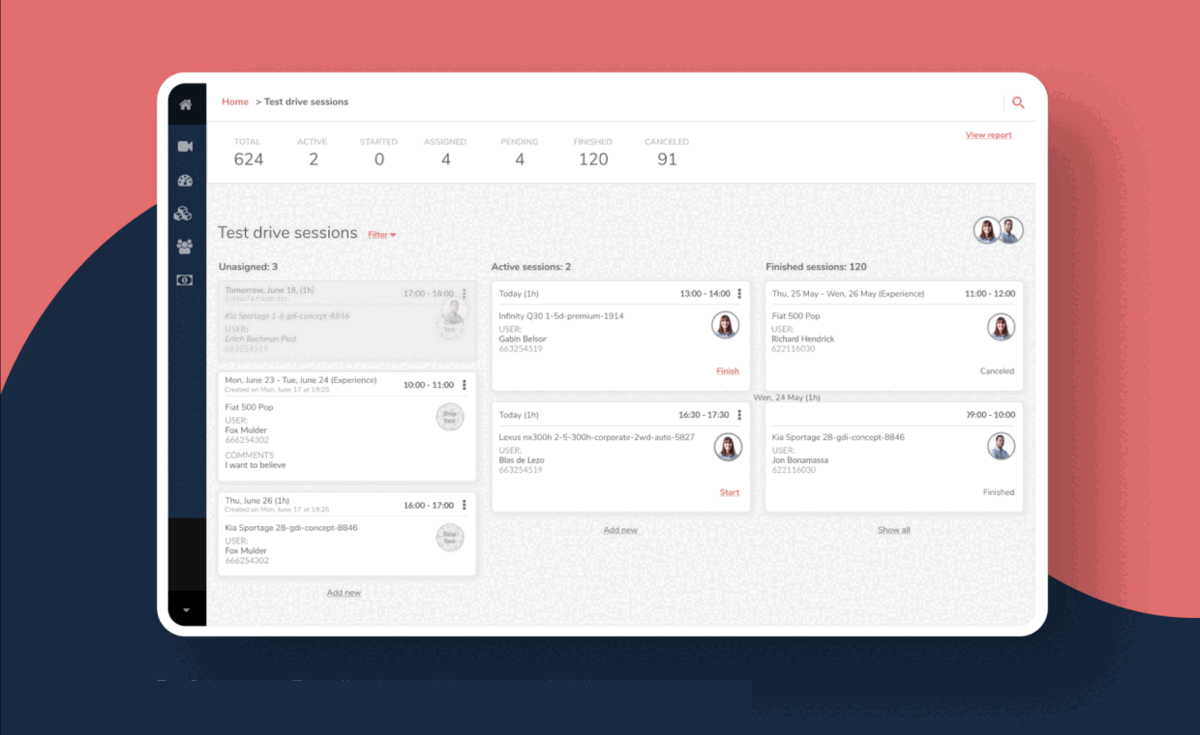 Home > Test drive sessions
View report
TOTAL ACTIVE STARTED ASSIGNED PENDING FINISHED CANCELED
624 2 0 4 4 120 91
Test drive sessions Filter
Unasigned: 3
Tomorrow, June 18, (1h) 17:00 - 18:00
Kia Sportage 1-6-gdi-concept-8846
USER:
Erlich Bachman Pied
663254519
Mon, June 23 - Tue, June 24 (Experience) 10:00 - 11:00
Created on Mon, June 17 at 19:25
Fiat 500 Pop
USER:
Fox Mulder
666254302
COMMENTS:
I want to believe
Thu, June 26 (1h) 16:00 - 17:00
Created on Mon, June 17 at 19:25
Kia Sportage 28-gdi-concept-8846
USER:
Fox Mulder
666254302
Add new
Active sessions: 2
Today (1h) 13:00 - 14:00
Infinity Q30 1-5d-premium-1914
USER:
Gabin Belson
663254519
Finish
Today (1h) 16:30 - 17:30
Lexus nx300h 2-5-300h-corporate-2wd-auto-5827
USER:
Blas de Lezo
663254519
Start
Add new
Finished sessions: 120
Thu, 25 May - Wen, 26 May (Experience) 11:00 - 12:00
Fiat 500 Pop
USER:
Richard Hendrick
622116030
Canceled
Wen, 24 May (1h)
09:00 - 10:00
Kia Sportage 28-gdi-concept-8846
USER:
Jon Bonamassa
622116030
Finished
Show all